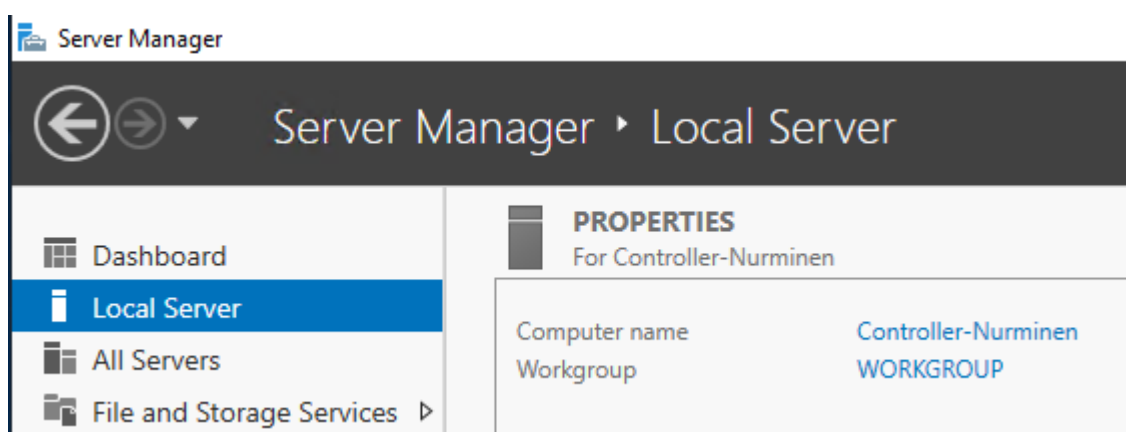 Server Manager
Server Manager ‣ Local Server
Dashboard
Local Server
All Servers
File and Storage Services
PROPERTIES
For Controller-Nurminen
Computer name Controller-Nurminen
Workgroup WORKGROUP